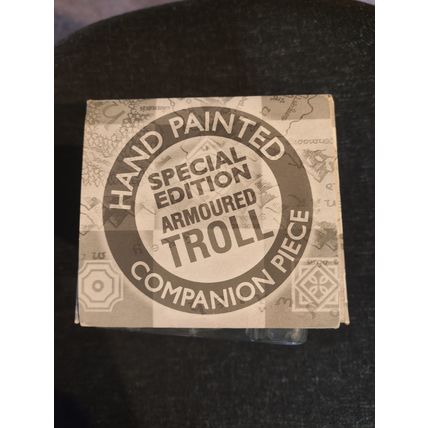 HAND PAINTED
SPECIAL
EDITION
ARMOURED
TROLL
COMPANION PIECE